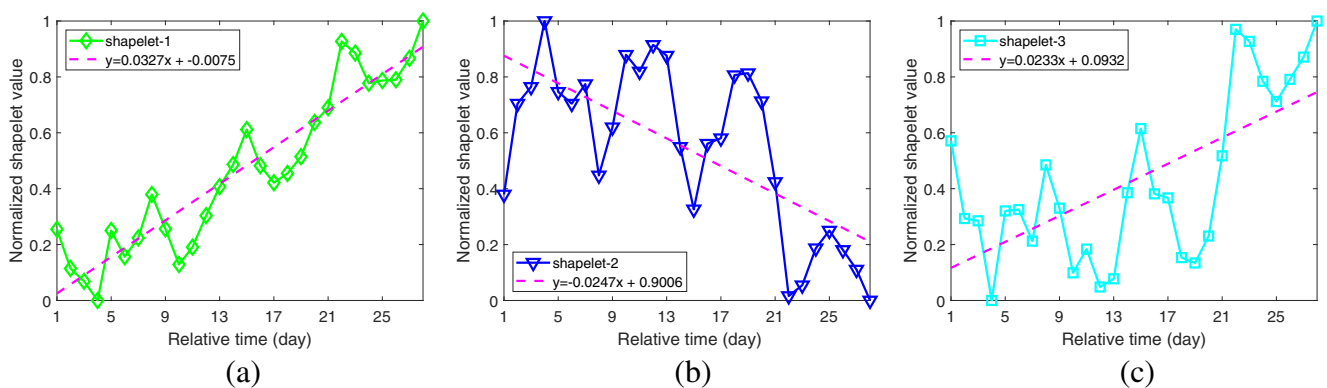 Normalized shapelet value
1
0.8
0.6
0.4
0.2
0
shapelet-1
y=0.0327x + -0.0075
1 5 9 13 17 21 25
Relative time (day)
(a)
Normalized shapelet value
1
0.8
0.6
0.4
0.2
0
shapelet-2
y=-0.0247x + 0.9006
1 5 9 13 17 21 25
Relative time (day)
(b)
Normalized shapelet value
1
0.8
0.6
0.4
0.2
0
shapelet-3
y=0.0233x + 0.0932
1 5 9 13 17 21 25
Relative time (day)
(c)